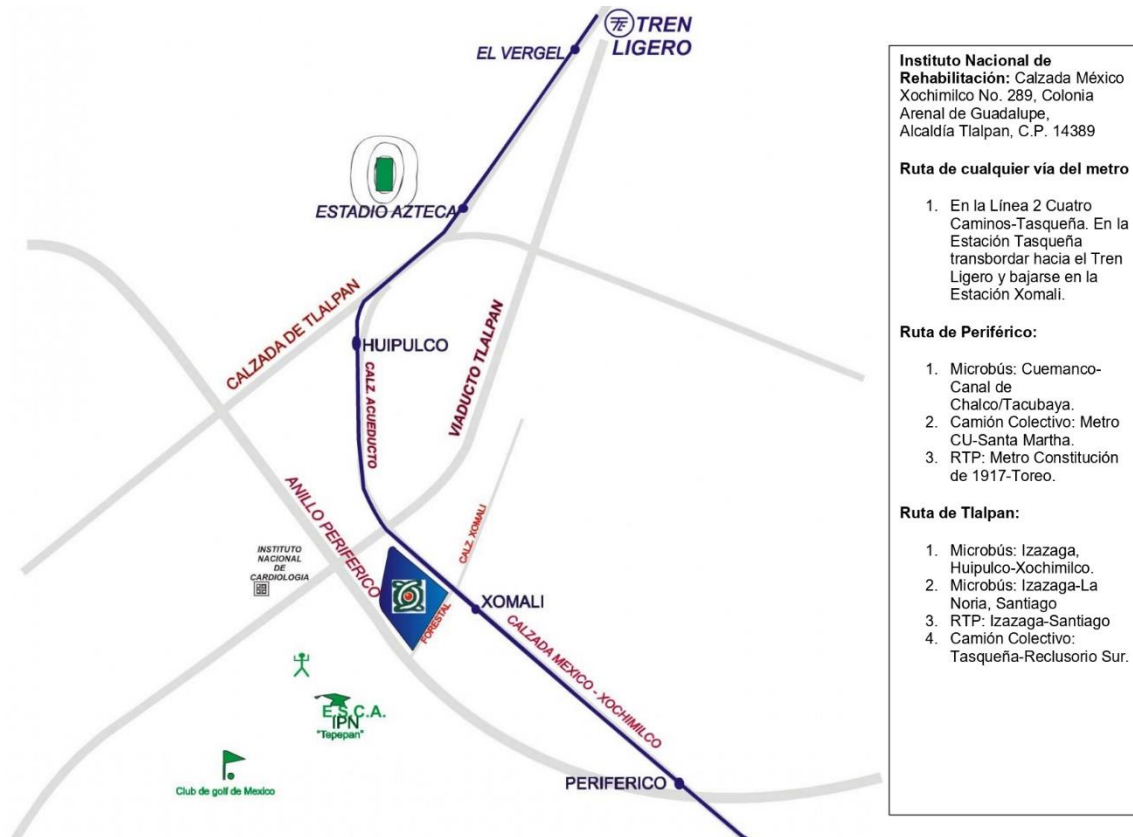 TREN
LIGERO
EL VERGEL
ESTADIO AZTECA
CALZADA DE TLALPAN
HUIPULCO
CALZ. ACUEDUCTO
VIADUCTO TLALPAN
ANILLO PERIFERICO
CALZ. XOMALI
INSTITUTO
NACIONAL
DE
CARDIOLOGIA
FORESTAL
XOMALI
CALZADA MEXICO - XOCHIMILCO
E.S.C.A.
IPN
"Tepepan"
Club de golf de Mexico
PERIFERICO
Instituto Nacional de
Rehabilitación: Calzada México
Xochimilco No. 289, Colonia
Arenal de Guadalupe,
Alcaldía Tlalpan, C.P. 14389
Ruta de cualquier vía del metro
1. En la Línea 2 Cuatro
Caminos-Tasqueña. En la
Estación Tasqueña
transbordar hacia el Tren
Ligero y bajarse en la
Estación Xomali.
Ruta de Periférico:
1. Microbús: Cuemanco-
Canal de
Chalco/Tacubaya.
2. Camión Colectivo: Metro
CU-Santa Martha.
3. RTP: Metro Constitución
de 1917-Toreo.
Ruta de Tlalpan:
1. Microbús: Izazaga,
Huipulco-Xochimilco.
2. Microbús: Izazaga-La
Noria, Santiago
3. RTP: Izazaga-Santiago
4. Camión Colectivo:
Tasqueña-Reclusorio Sur.